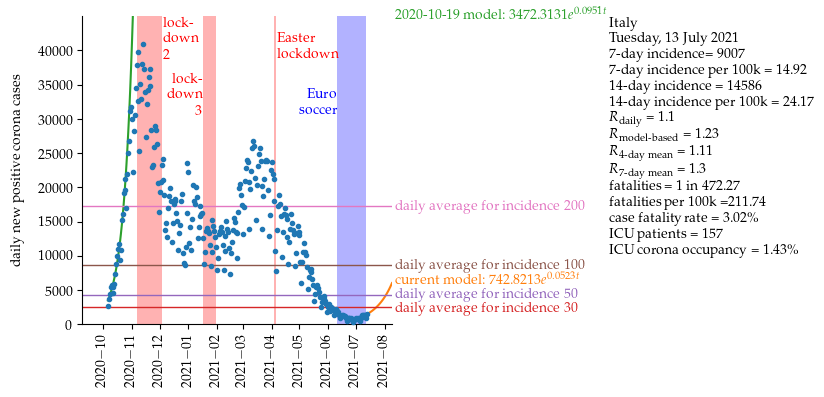 2020-10-19 model: 3472.3131e^0.0951t
lock-
down
2
Easter
lockdown
lock-
down
3
Euro
soccer
daily new positive corona cases
40000
35000
30000
25000
20000
15000
10000
5000
0
daily average for incidence 200
daily average for incidence 100
current model: 742.8213e^0.0523t
daily average for incidence 50
daily average for incidence 30
2020−10
2020−11
2020−12
2021−01
2021−02
2021−03
2021−04
2021−05
2021−06
2021−07
2021−08
Italy
Tuesday, 13 July 2021
7-day incidence= 9007
7-day incidence per 100k = 14.92
14-day incidence = 14586
14-day incidence per 100k = 24.17
R_daily = 1.1
R_model-based = 1.23
R_4-day mean = 1.11
R_7-day mean = 1.3
fatalities = 1 in 472.27
fatalities per 100k =211.74
case fatality rate = 3.02%
ICU patients = 157
ICU corona occupancy = 1.43%